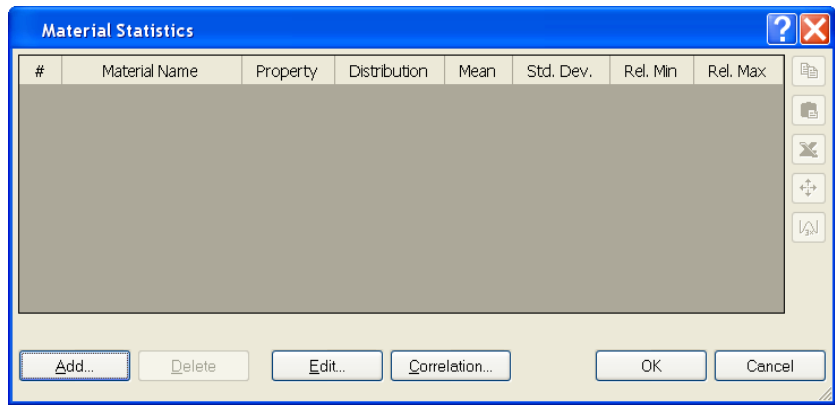 Material Statistics
# Material Name Property Distribution Mean Std. Dev. Rel. Min Rel. Max
Add... Delete Edit... Correlation... OK Cancel